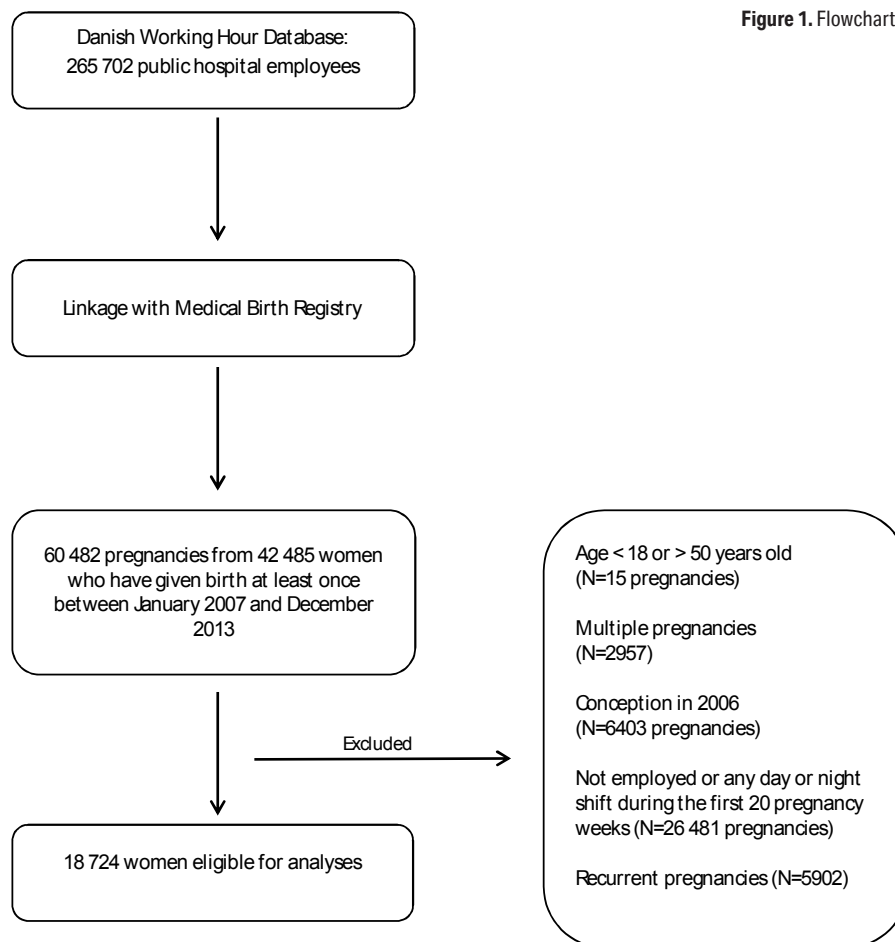 Figure 1. Flowchart
Danish Working Hour Database:
265 702 public hospital employees
Linkage with Medical Birth Registry
60 482 pregnancies from 42 485 women
who have given birth at least once
between January 2007 and December
2013
Excluded
Age < 18 or > 50 years old
(N=15 pregnancies)
Multiple pregnancies
(N=2957)
Conception in 2006
(N=6403 pregnancies)
Not employed or any day or night
shift during the first 20 pregnancy
weeks (N=26 481 pregnancies)
Recurrent pregnancies (N=5902)
18 724 women eligible for analyses